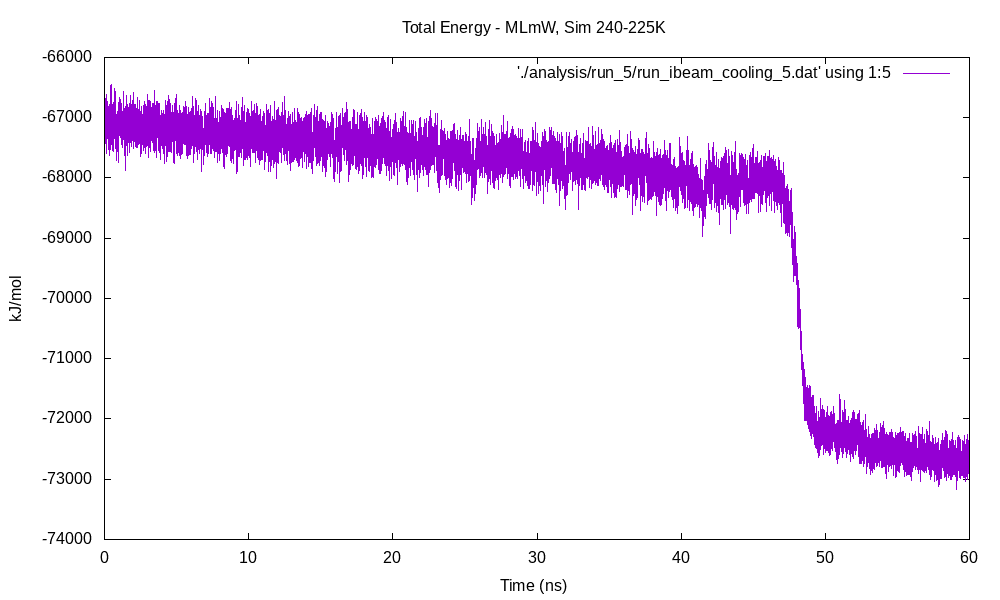 Total Energy - MLmW, Sim 240-225K
'./analysis/run_5/run_ibeam_cooling_5.dat' using 1:5
-66000
-67000
-68000
-69000
-70000
-71000
-72000
-73000
-74000
kJ/mol
0 10 20 30 40 50 60
Time (ns)